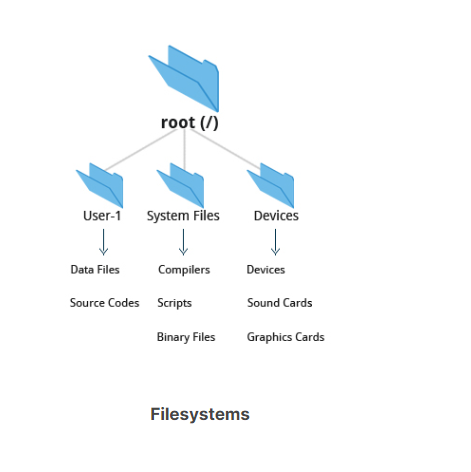 root (/)
User-1
System Files
Devices
Data Files
Compilers
Devices
Source Codes
Scripts
Sound Cards
Binary Files
Graphics Cards
Filesystems